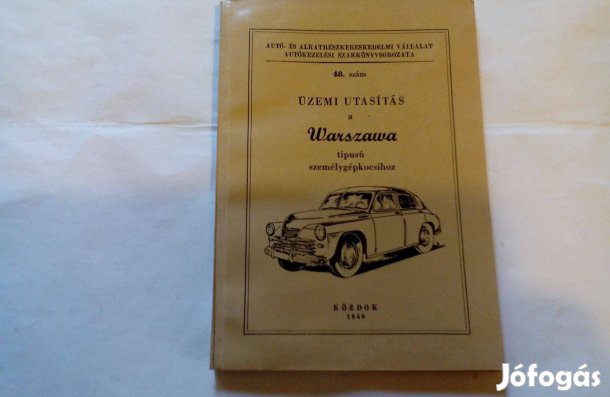 AUTÓ- ÉS ALKATRÉSZKERESKEDELMI VÁLLALAT
AUTÓKEZELÉSI SZAKKÖNYVSOROZATA
48. szám
ÜZEMI UTASÍTÁS
a
Warszawa
típusú
személygépkocsihoz
KÖZDOK
Jófogás